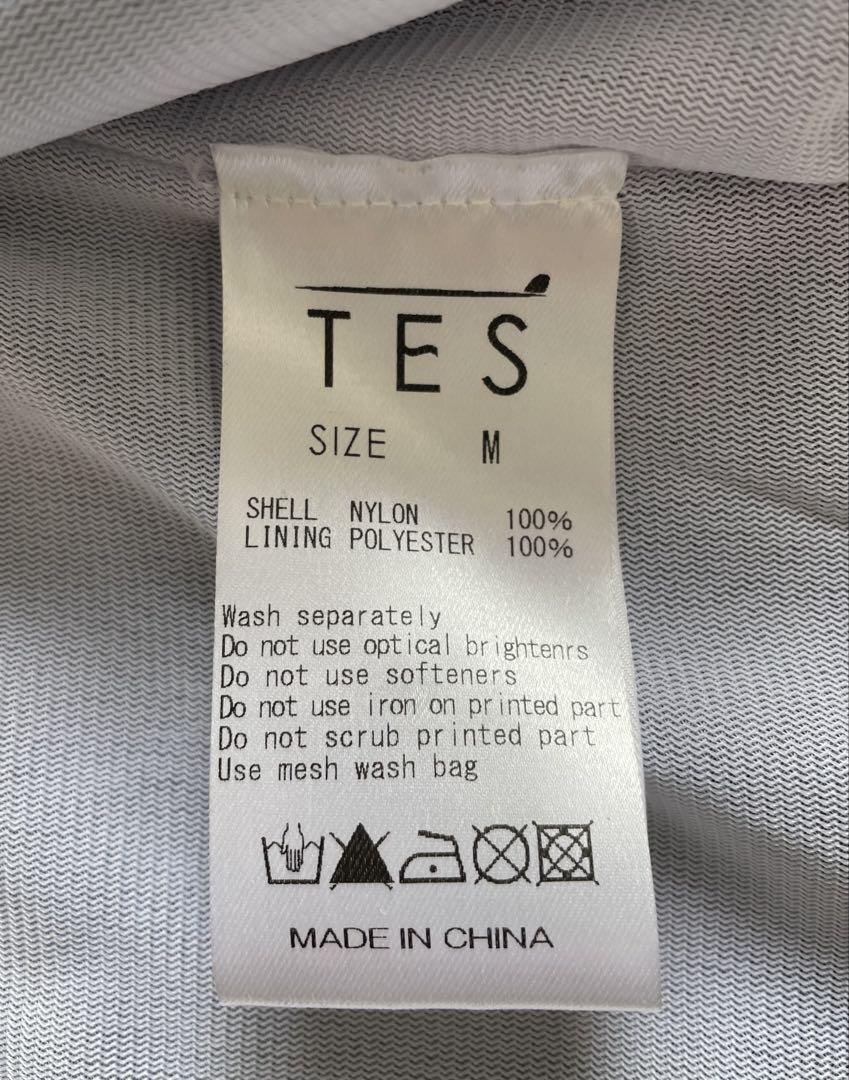 TES
SIZE M
SHELL NYLON 100%
LINING POLYESTER 100%
Wash separately
Do not use optical brightenrs
Do not use softeners
Do not use iron on printed part
Do not scrub printed part
Use mesh wash bag
MADE IN CHINA